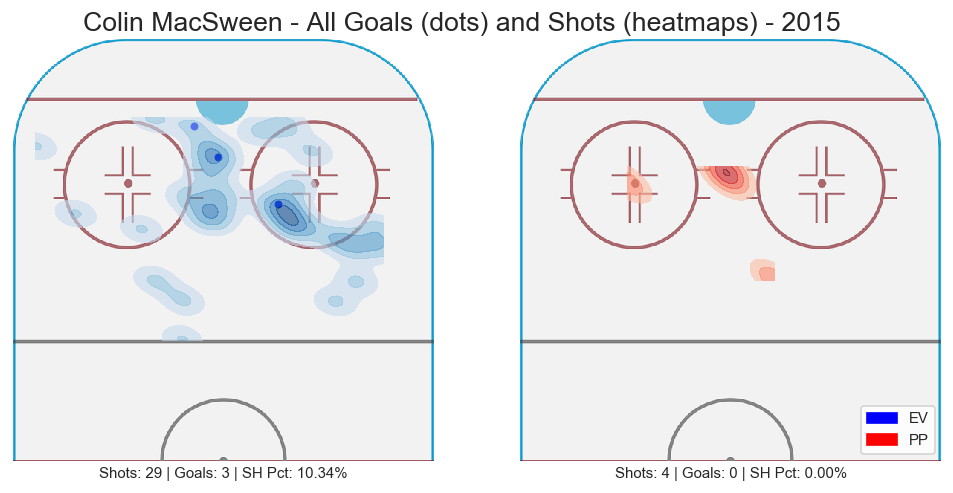 Colin MacSween - All Goals (dots) and Shots (heatmaps) - 2015
EV
PP
Shots: 29 | Goals: 3 | SH Pct: 10.34%
Shots: 4 | Goals: 0 | SH Pct: 0.00%